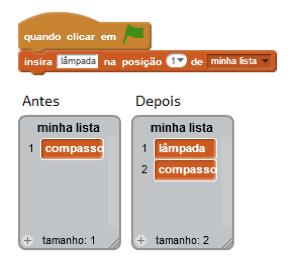 quando clicar em
insira lâmpada na posição 1 de minha lista
Antes Depois
minha lista minha lista
1 compasso 1 lâmpada
2 compasso
+ tamanho: 1 + tamanho: 2